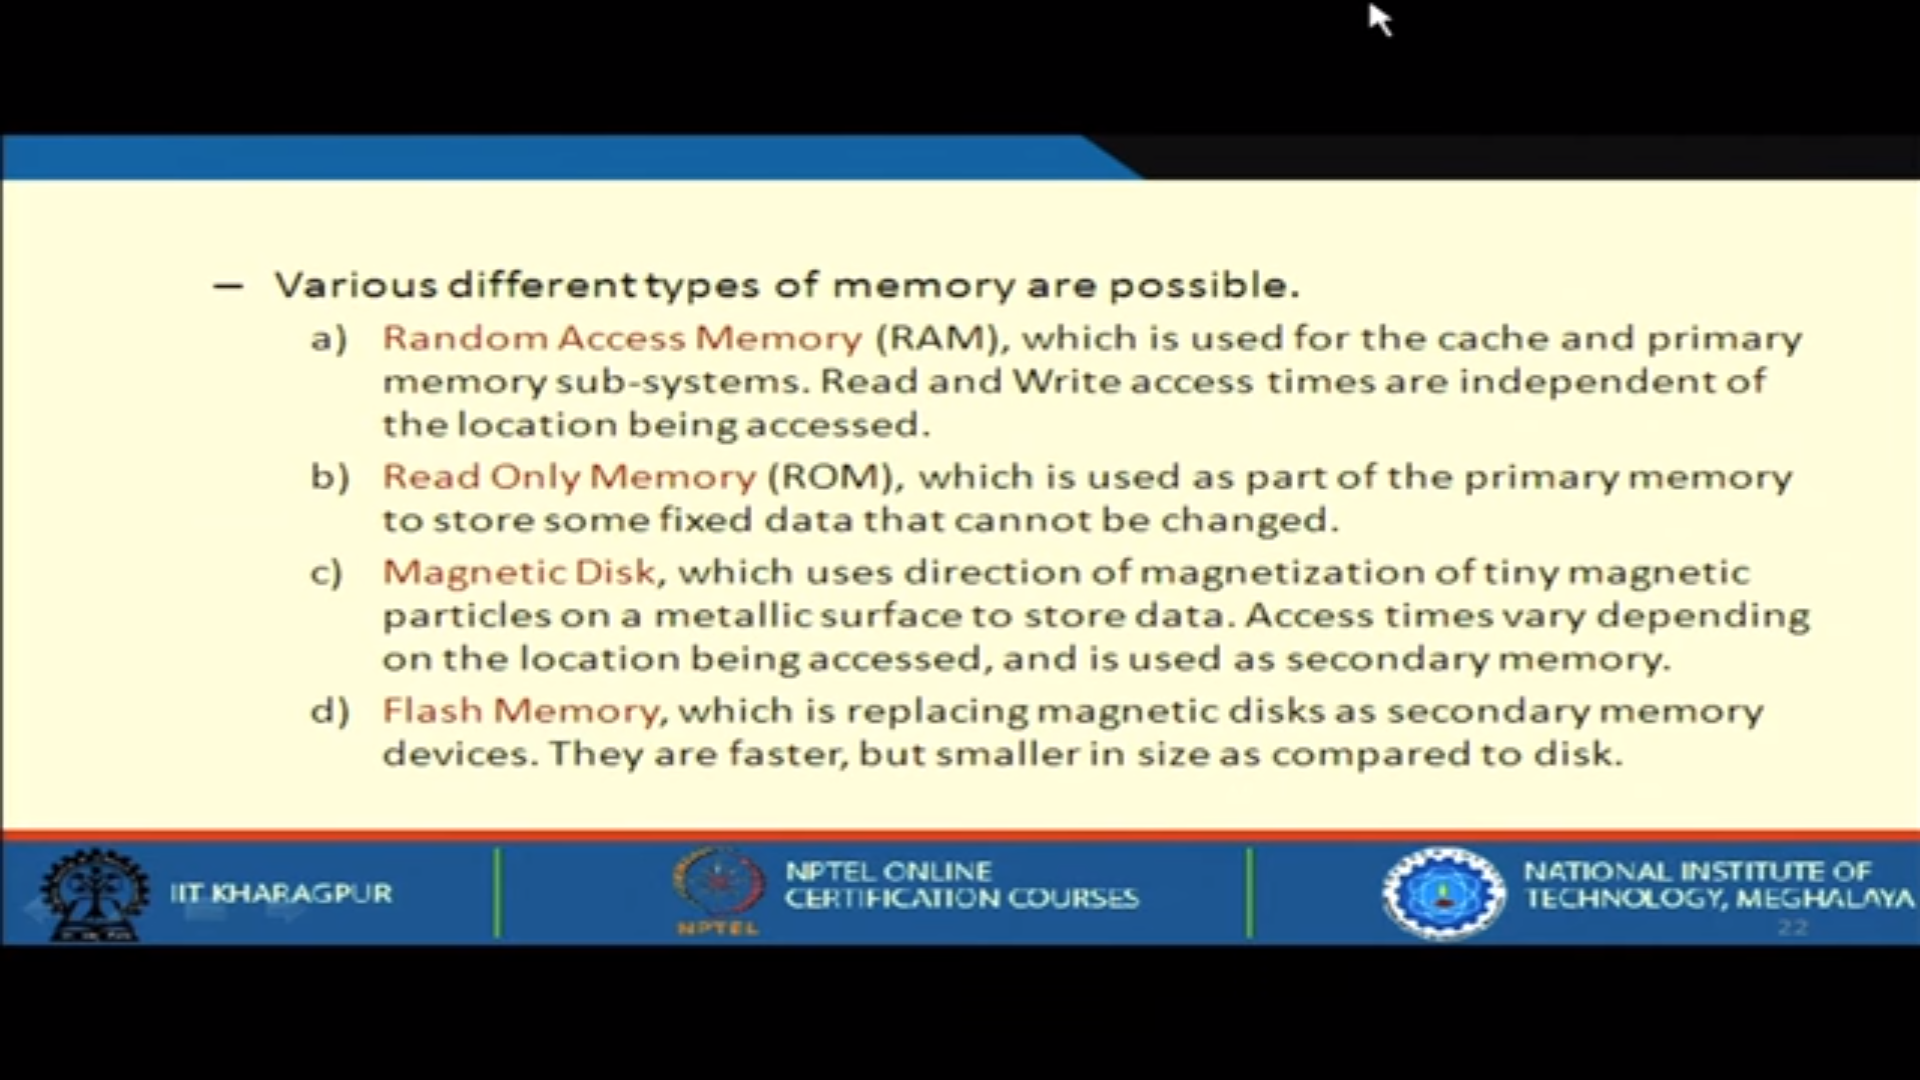 – Various different types of memory are possible.
a) Random Access Memory (RAM), which is used for the cache and primary
memory sub-systems. Read and Write access times are independent of
the location being accessed.
b) Read Only Memory (ROM), which is used as part of the primary memory
to store some fixed data that cannot be changed.
c) Magnetic Disk, which uses direction of magnetization of tiny magnetic
particles on a metallic surface to store data. Access times vary depending
on the location being accessed, and is used as secondary memory.
d) Flash Memory, which is replacing magnetic disks as secondary memory
devices. They are faster, but smaller in size as compared to disk.
IIT KHARAGPUR
NPTEL
NPTEL ONLINE
CERTIFICATION COURSES
NATIONAL INSTITUTE OF
TECHNOLOGY, MEGHALAYA
22